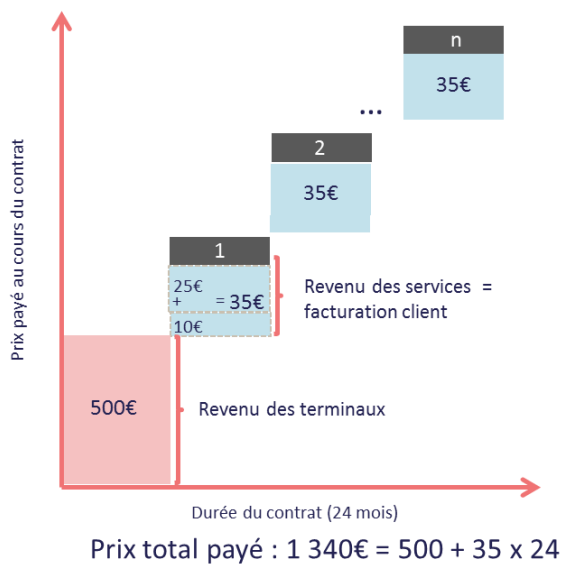 Prix payé au cours du contrat
n
35€
...
2
35€
1
25€
+ = 35€
10€
Revenu des services =
facturation client
500€
Revenu des terminaux
Durée du contrat (24 mois)
Prix total payé : 1 340€ = 500 + 35 x 24